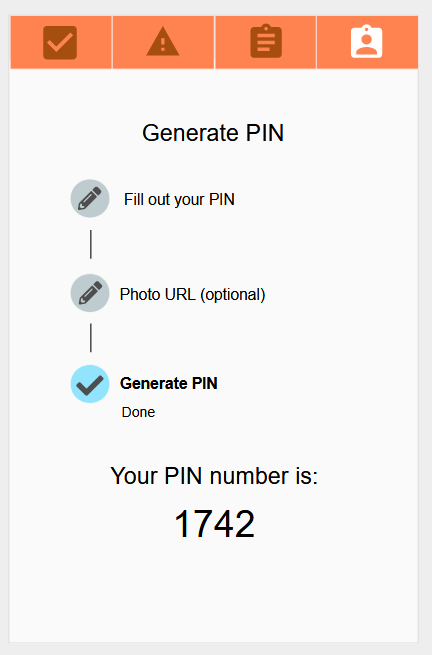 Generate PIN
Fill out your PIN
Photo URL (optional)
Generate PIN
Done
Your PIN number is:
1742